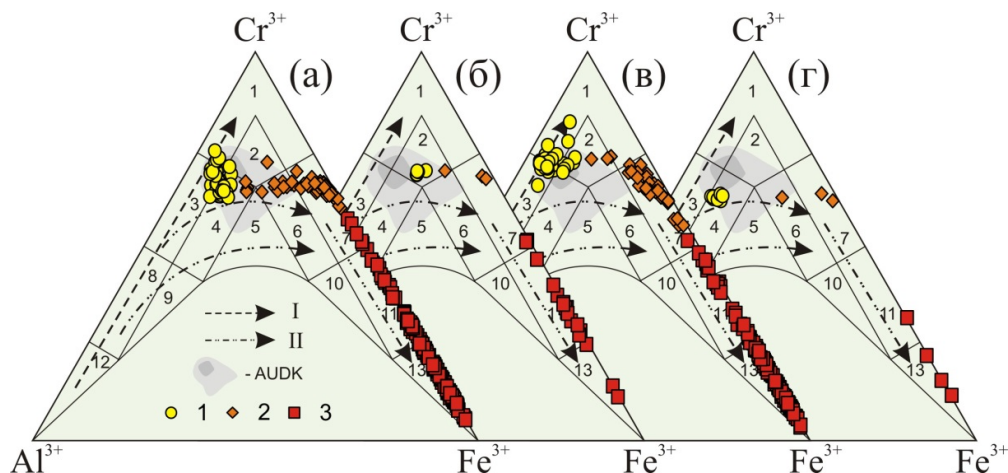 Cr³⁺ Cr³⁺ Cr³⁺ Cr³⁺
(а) (б) (в) (г)
1 1 1 1
2 2 2 2
3 3 3 3
4 5 6 7 4 5 6 7 4 5 6 7 4 5 6 7
8
9 10 10 10 10
I
11 11 11
II
12 13 13 13 13
- AUDK
1 2 3
Al³⁺ Fe³⁺ Fe³⁺ Fe³⁺ Fe³⁺